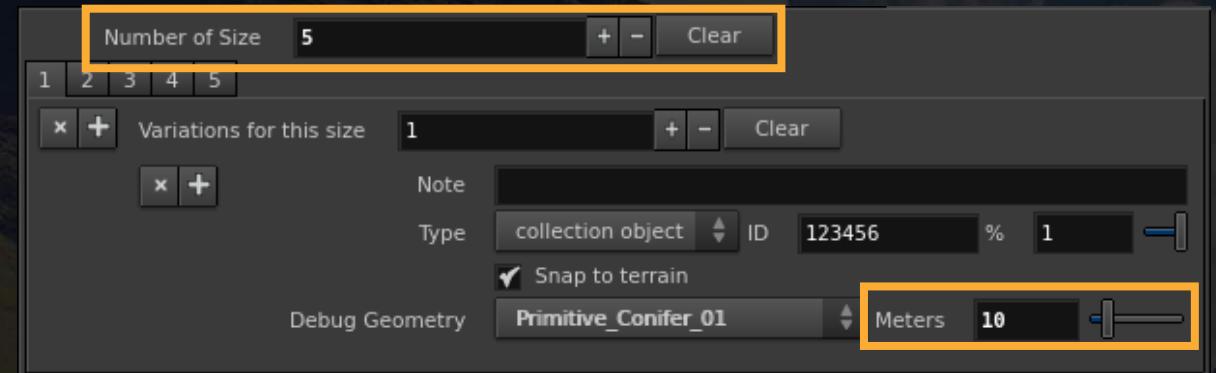 Number of Size 5 + - Clear
1 2 3 4 5
× + Variations for this size 1 + - Clear
× + Note
Type collection object ID 123456 % 1
Snap to terrain
Debug Geometry Primitive_Conifer_01 Meters 10